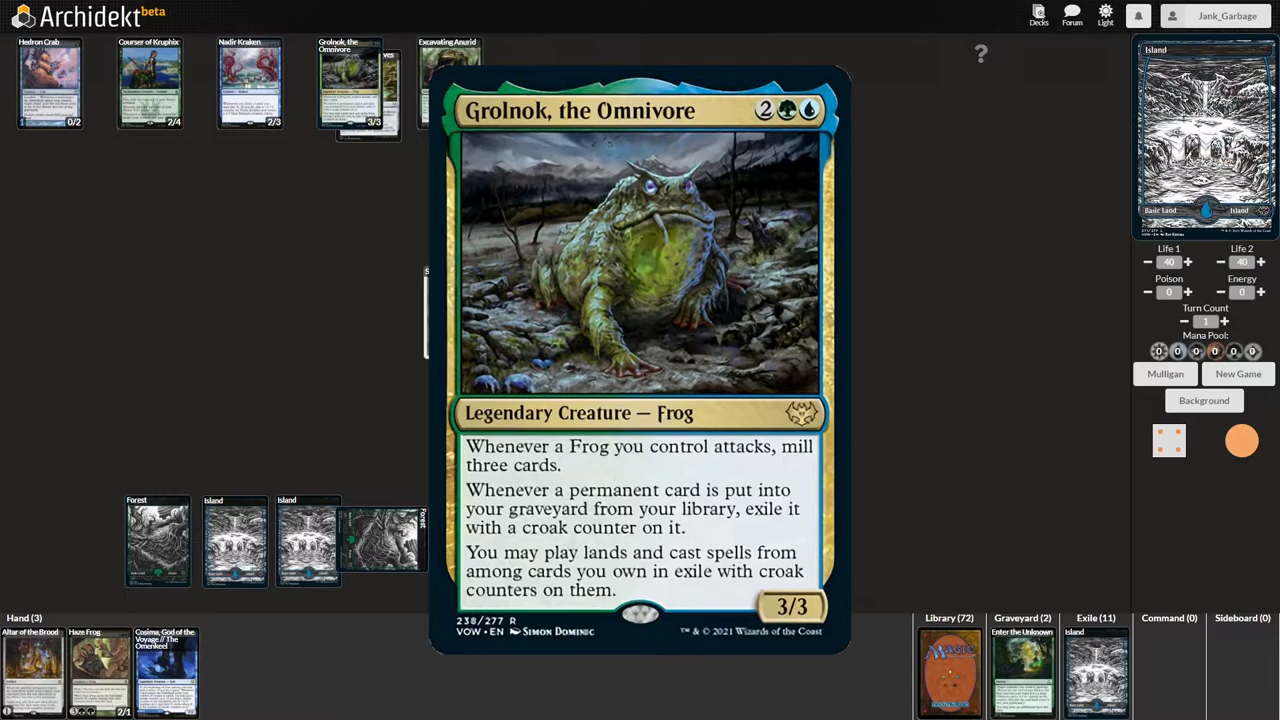 Archidekt beta
Decks
Forum
Light
Jank_Garbage
Hedron Crab
0/2
Courser of Kruphix
2/4
Nadir Kraken
2/3
Grolnok, the
Omnivore
3/3
Excavating Anurid
Grolnok, the Omnivore
2
Legendary Creature — Frog
Whenever a Frog you control attacks, mill
three cards.
Whenever a permanent card is put into
your graveyard from your library, exile it
with a croak counter on it.
You may play lands and cast spells from
among cards you own in exile with croak
counters on them.
3/3
238/277 R
VOW • EN Simon Dominic
™ & © 2021 Wizards of the Coast
Island
Basic Land
Island
Life 1
Life 2
− 40 +
− 40 +
Poison
Energy
− 0 +
− 0 +
Turn Count
− 1 +
Mana Pool:
0 0 0 0 0 0
Mulligan
New Game
Background
Forest
Island
Island
Forest
Hand (3)
Altar of the Brood
Haze Frog
2/1
Cosima, God of the
Voyage // The
Omenkeel
Library (72)
Magic
Graveyard (2)
Enter the Unknown
Exile (11)
Island
Command (0)
Sideboard (0)
?